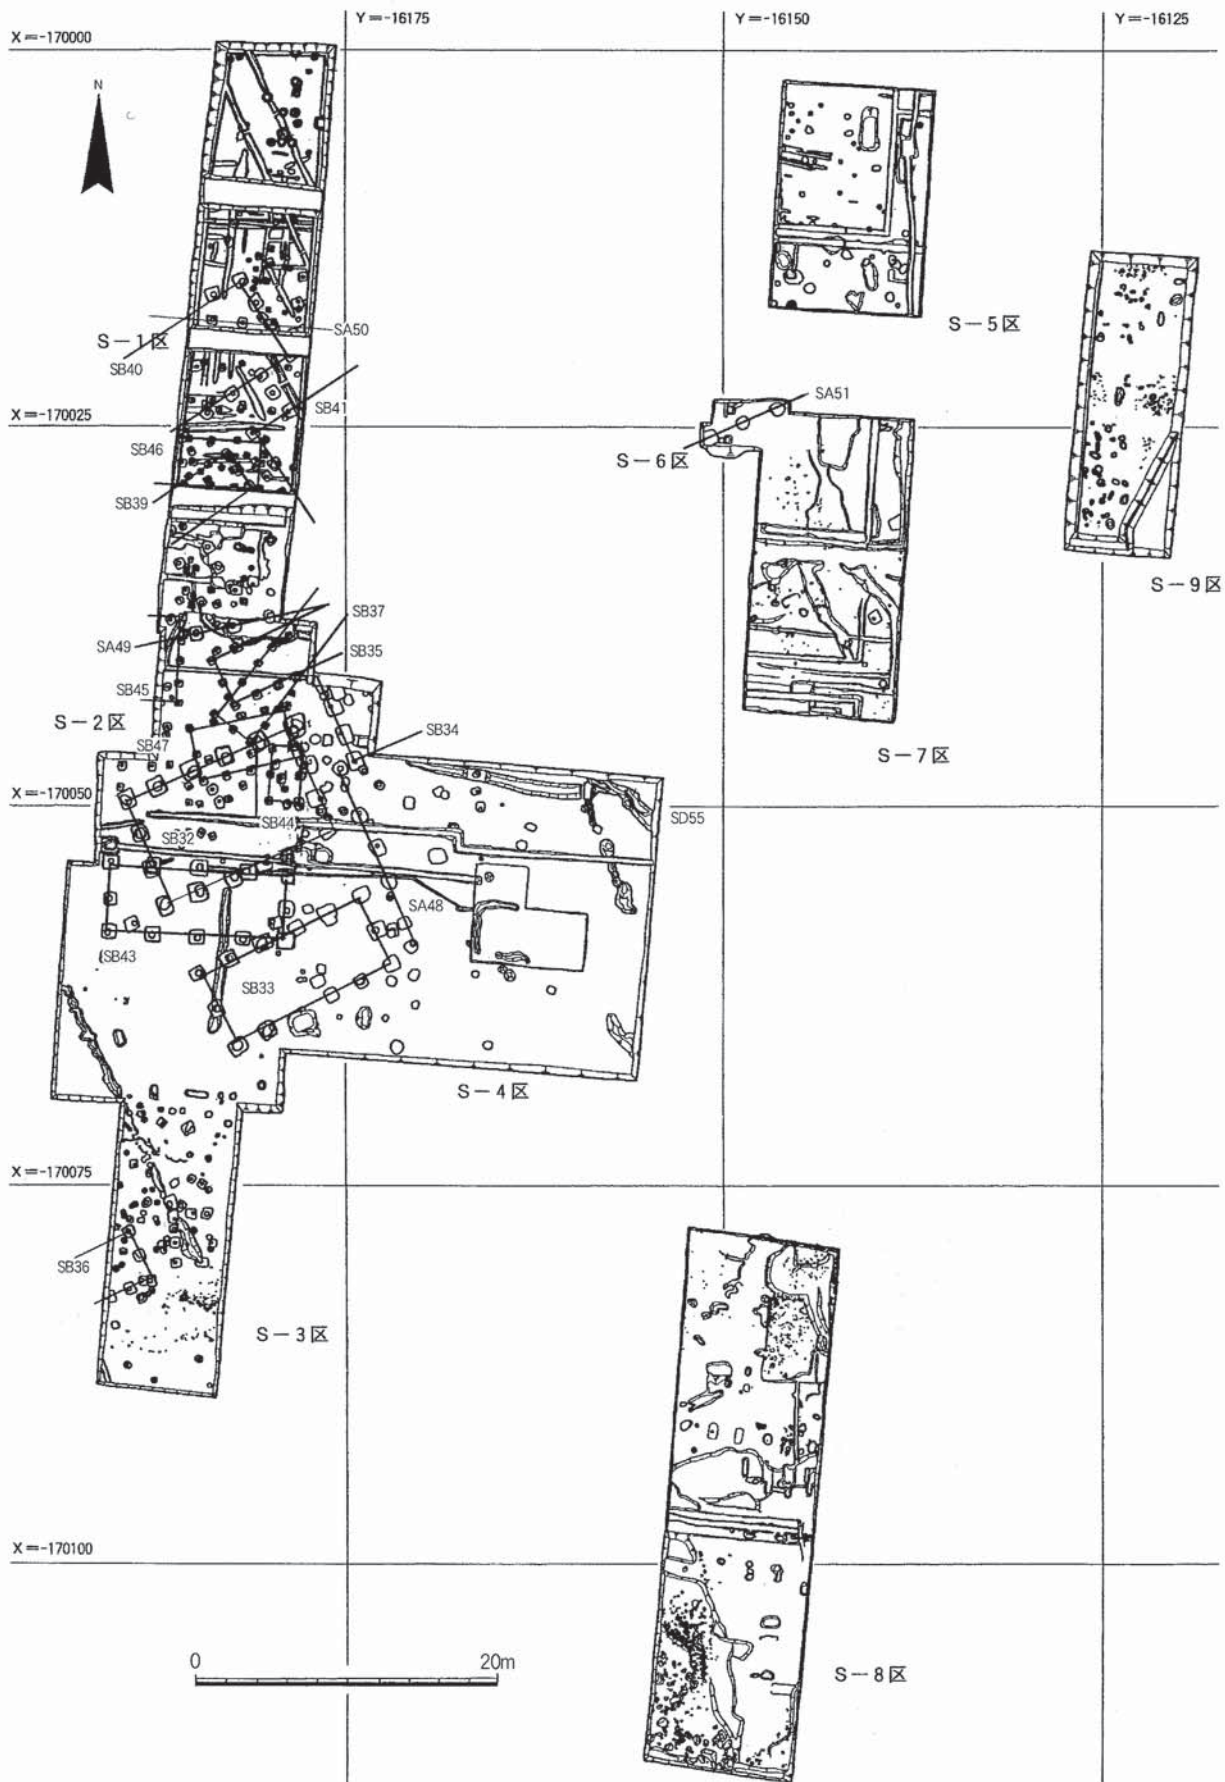 Y=-16175
Y=-16150
Y=-16125
X=-170000
N
S-5区
S-1区
SA50
SB40
SA51
SB41
X=-170025
SB46
S-6区
SB39
S-9区
SB37
SA49
SB35
SB45
S-2区
SB34
S-7区
SB47
X=-170050
SD55
SB44
SB32
SA48
SB43
SB33
S-4区
X=-170075
SB36
S-3区
X=-170100
0
20m
S-8区